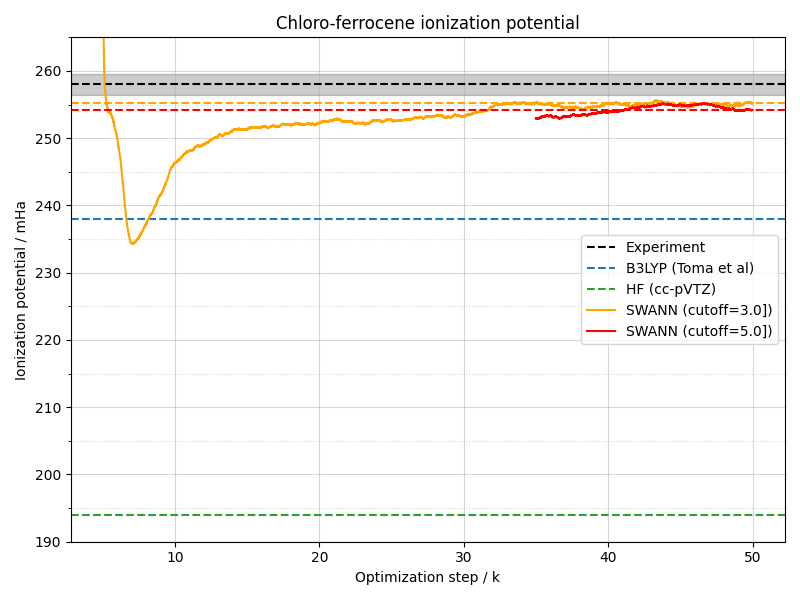 Chloro-ferrocene ionization potential
Ionization potential / mHa
260
250
240
230
220
210
200
190
10
20
30
40
50
Optimization step / k
Experiment
B3LYP (Toma et al)
HF (cc-pVTZ)
SWANN (cutoff=3.0])
SWANN (cutoff=5.0])